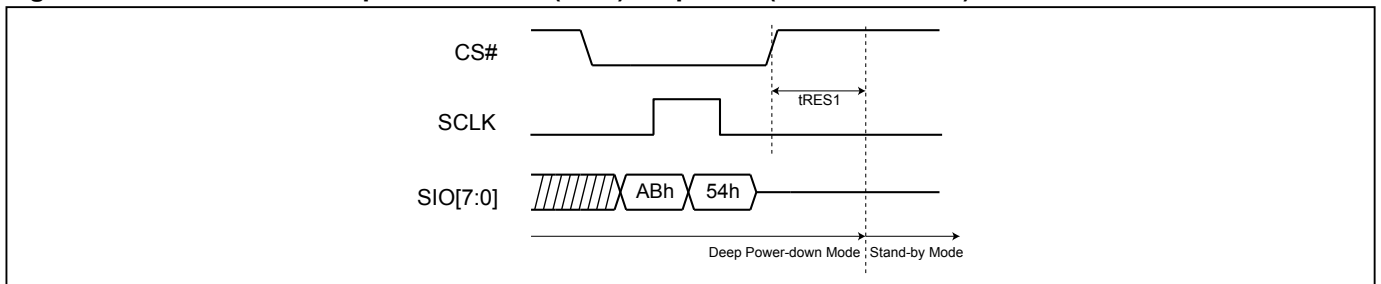 CS#
tRES1
SCLK
SIO[7:0]
ABh
54h
Deep Power-down Mode
Stand-by Mode